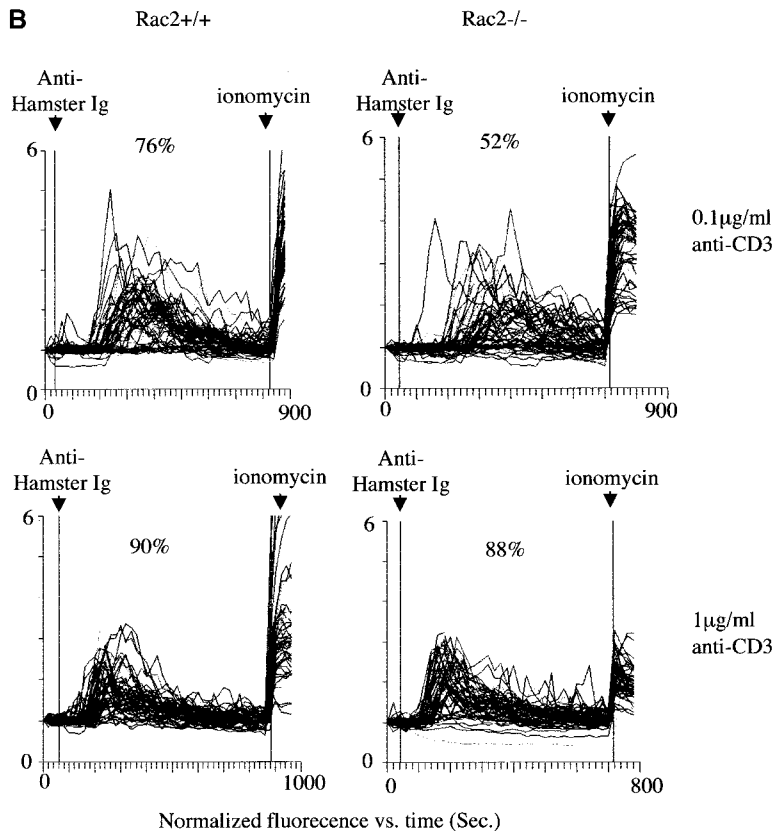 B
Rac2+/+ Rac2-/-
Anti-
Hamster Ig
ionomycin
76%
6
0
0 900
Anti-
Hamster Ig
ionomycin
52%
6
0
0 900
0.1µg/ml
anti-CD3
Anti-
Hamster Ig
ionomycin
90%
6
0
0 1000
Anti-
Hamster Ig
ionomycin
88%
6
0
0 800
1µg/ml
anti-CD3
Normalized fluorecence vs. time (Sec.)